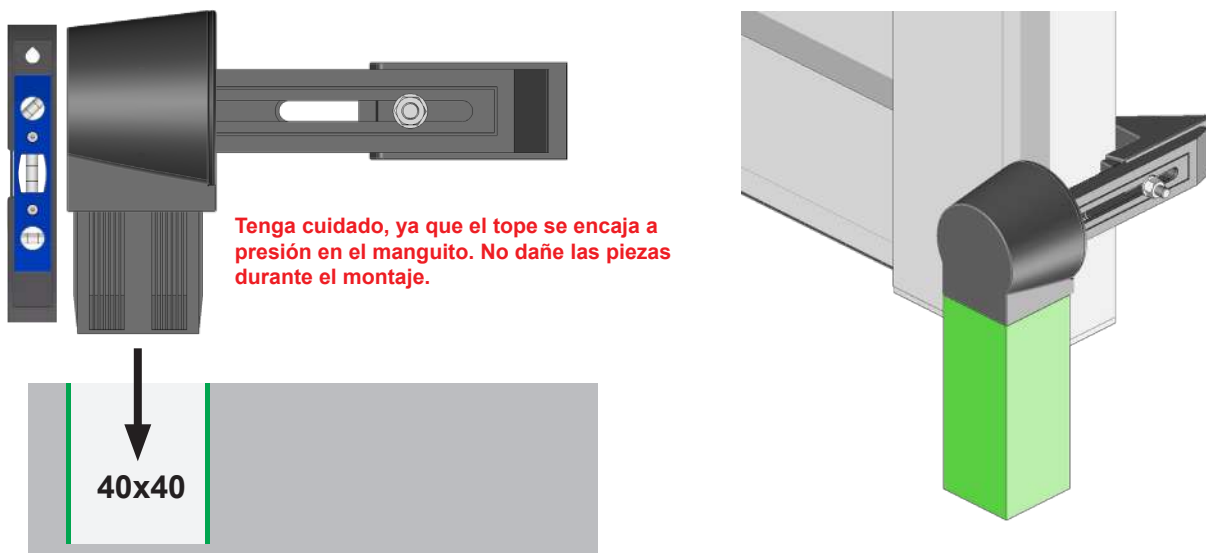 Tenga cuidado, ya que el tope se encaja a
presión en el manguito. No dañe las piezas
durante el montaje.
40x40